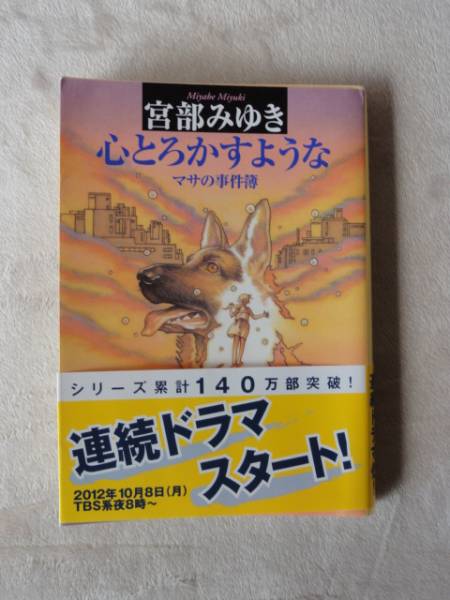 Miyabe Miyuki
宮部みゆき
心とろかすような
マサの事件簿
シリーズ累計140万部突破!
連続ドラマ
スタート!
2012年10月8日(月)
TBS系夜8時~